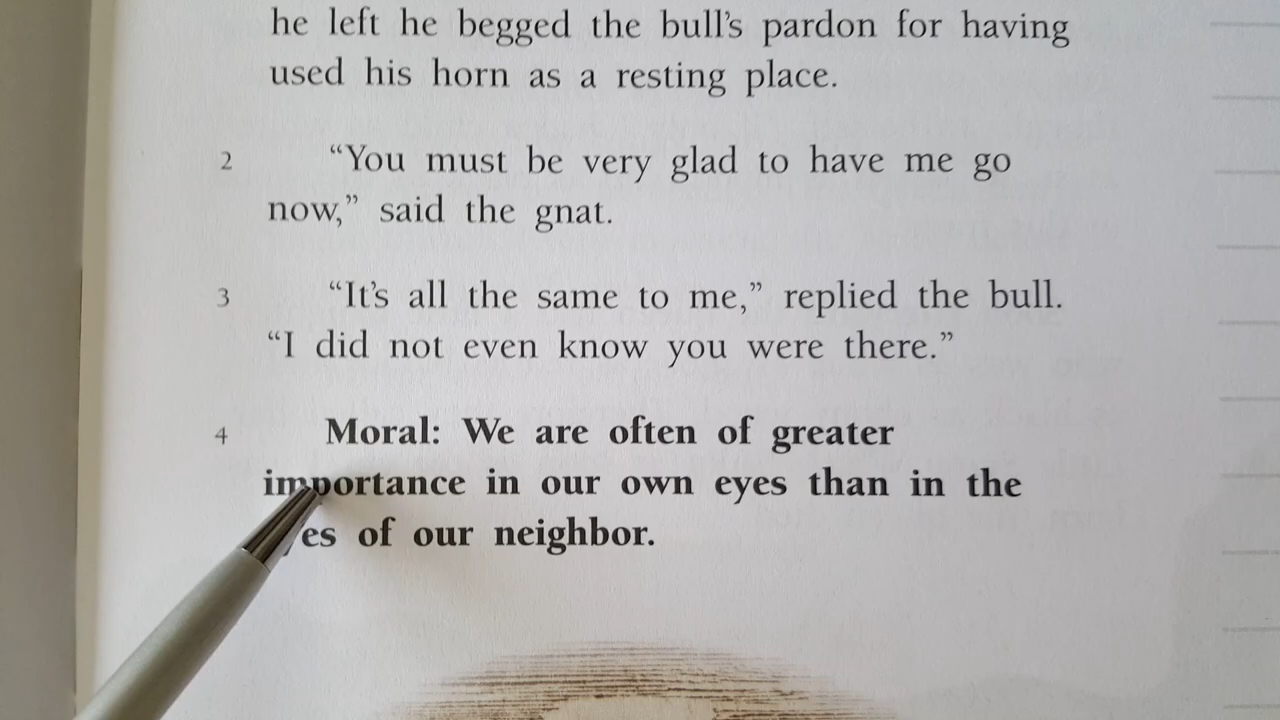 he left he begged the bull's pardon for having
used his horn as a resting place.
2 “You must be very glad to have me go
now,” said the gnat.
3 “It's all the same to me,” replied the bull.
“I did not even know you were there.”
4 Moral: We are often of greater
importance in our own eyes than in the
es of our neighbor.